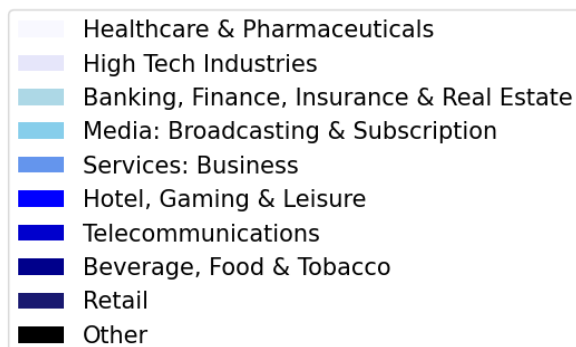 Healthcare & Pharmaceuticals
High Tech Industries
Banking, Finance, Insurance & Real Estate
Media: Broadcasting & Subscription
Services: Business
Hotel, Gaming & Leisure
Telecommunications
Beverage, Food & Tobacco
Retail
Other